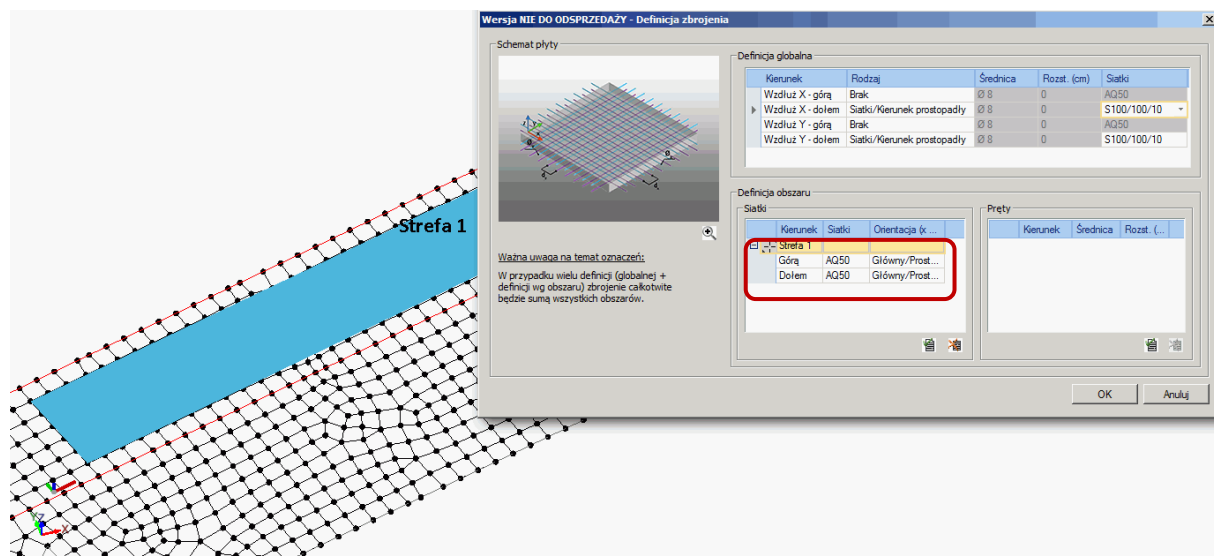 Wersja NIE DO ODSPRZEDAŻY - Definicja zbrojenia
Schemat płyty
Ważna uwaga na temat oznaczeń:
W przypadku wielu definicji (globalnej +
definicji wg obszaru) zbrojenie całkotwite
będzie sumą wszystkich obszarów.
Definicja globalna
Kierunek Rodzaj Średnica Rozst. (cm) Siatki
Wzdłuż X - górą Brak Ø 8 0 AQ50
Wzdłuż X - dołem Siatki/Kierunek prostopadły Ø 8 0 S100/100/10
Wzdłuż Y - górą Brak Ø 8 0 AQ50
Wzdłuż Y - dołem Siatki/Kierunek prostopadły Ø 8 0 S100/100/10
Definicja obszaru
Siatki
Kierunek Siatki Orientacja (x ...
Strefa 1
Górą AQ50 Główny/Prost...
Dołem AQ50 Główny/Prost...
Pręty
Kierunek Średnica Rozst. (...
OK Anuluj
Strefa 1
Y Z
X